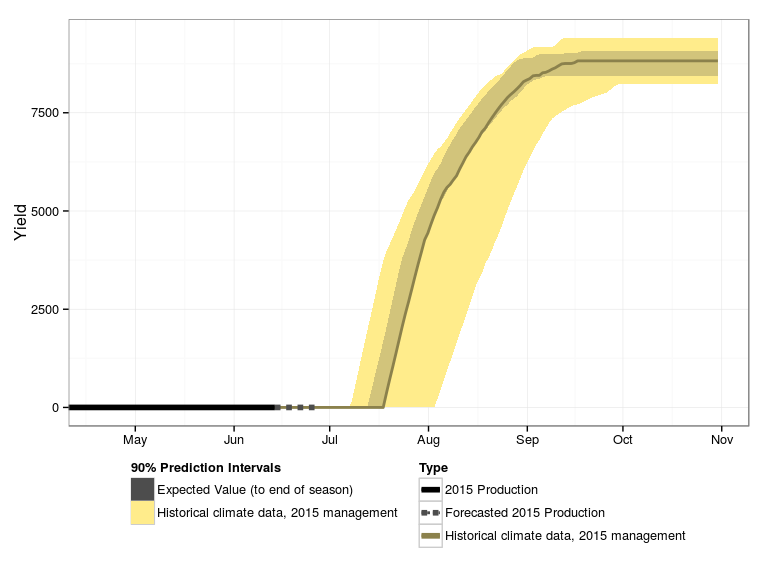 Yield
7500
5000
2500
0
May Jun Jul Aug Sep Oct Nov
90% Prediction Intervals
Expected Value (to end of season)
Historical climate data, 2015 management
Type
2015 Production
Forecasted 2015 Production
Historical climate data, 2015 management